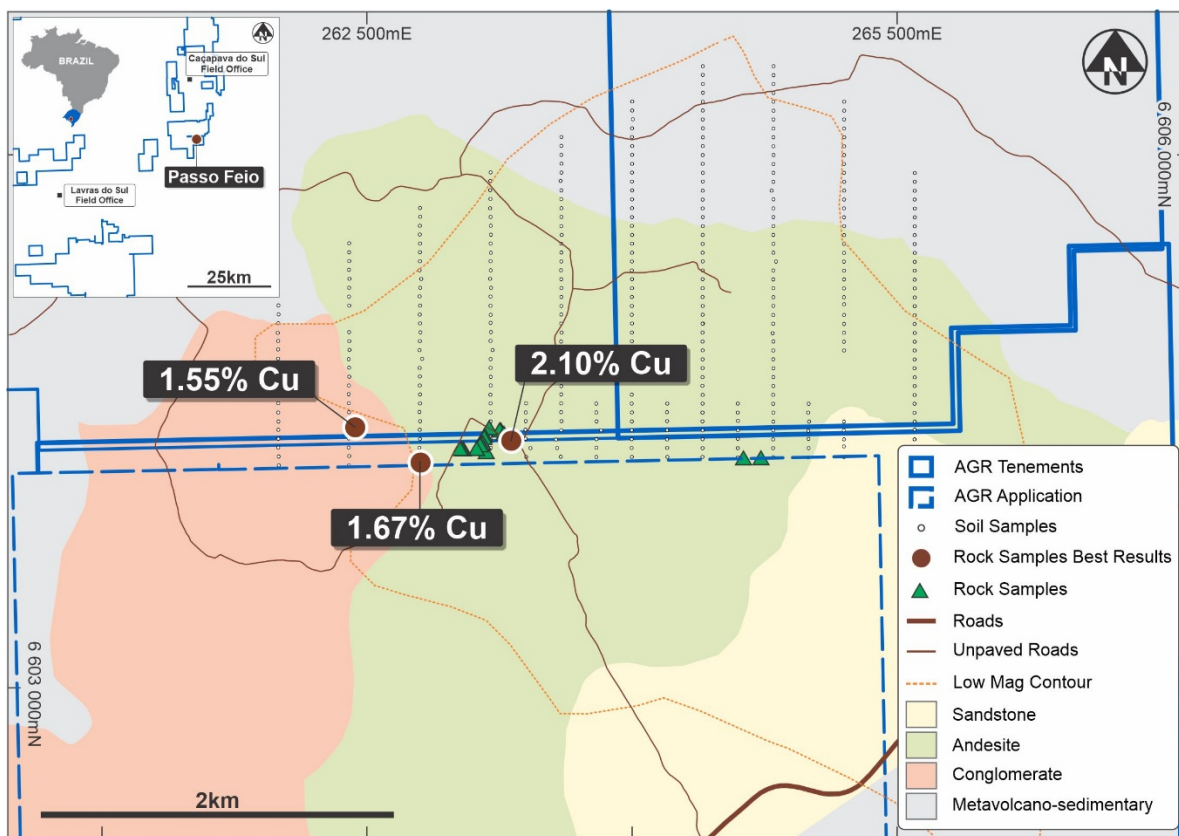 262 500mE
265 500mE
N
BRAZIL
Caçapava do Sul
Field Office
Passo Feio
Lavras do Sul
Field Office
25km
N
6 606 000mN
1.55% Cu
2.10% Cu
1.67% Cu
6 603 000mN
2km
AGR Tenements
AGR Application
Soil Samples
Rock Samples Best Results
Rock Samples
Roads
Unpaved Roads
Low Mag Contour
Sandstone
Andesite
Conglomerate
Metavolcano-sedimentary